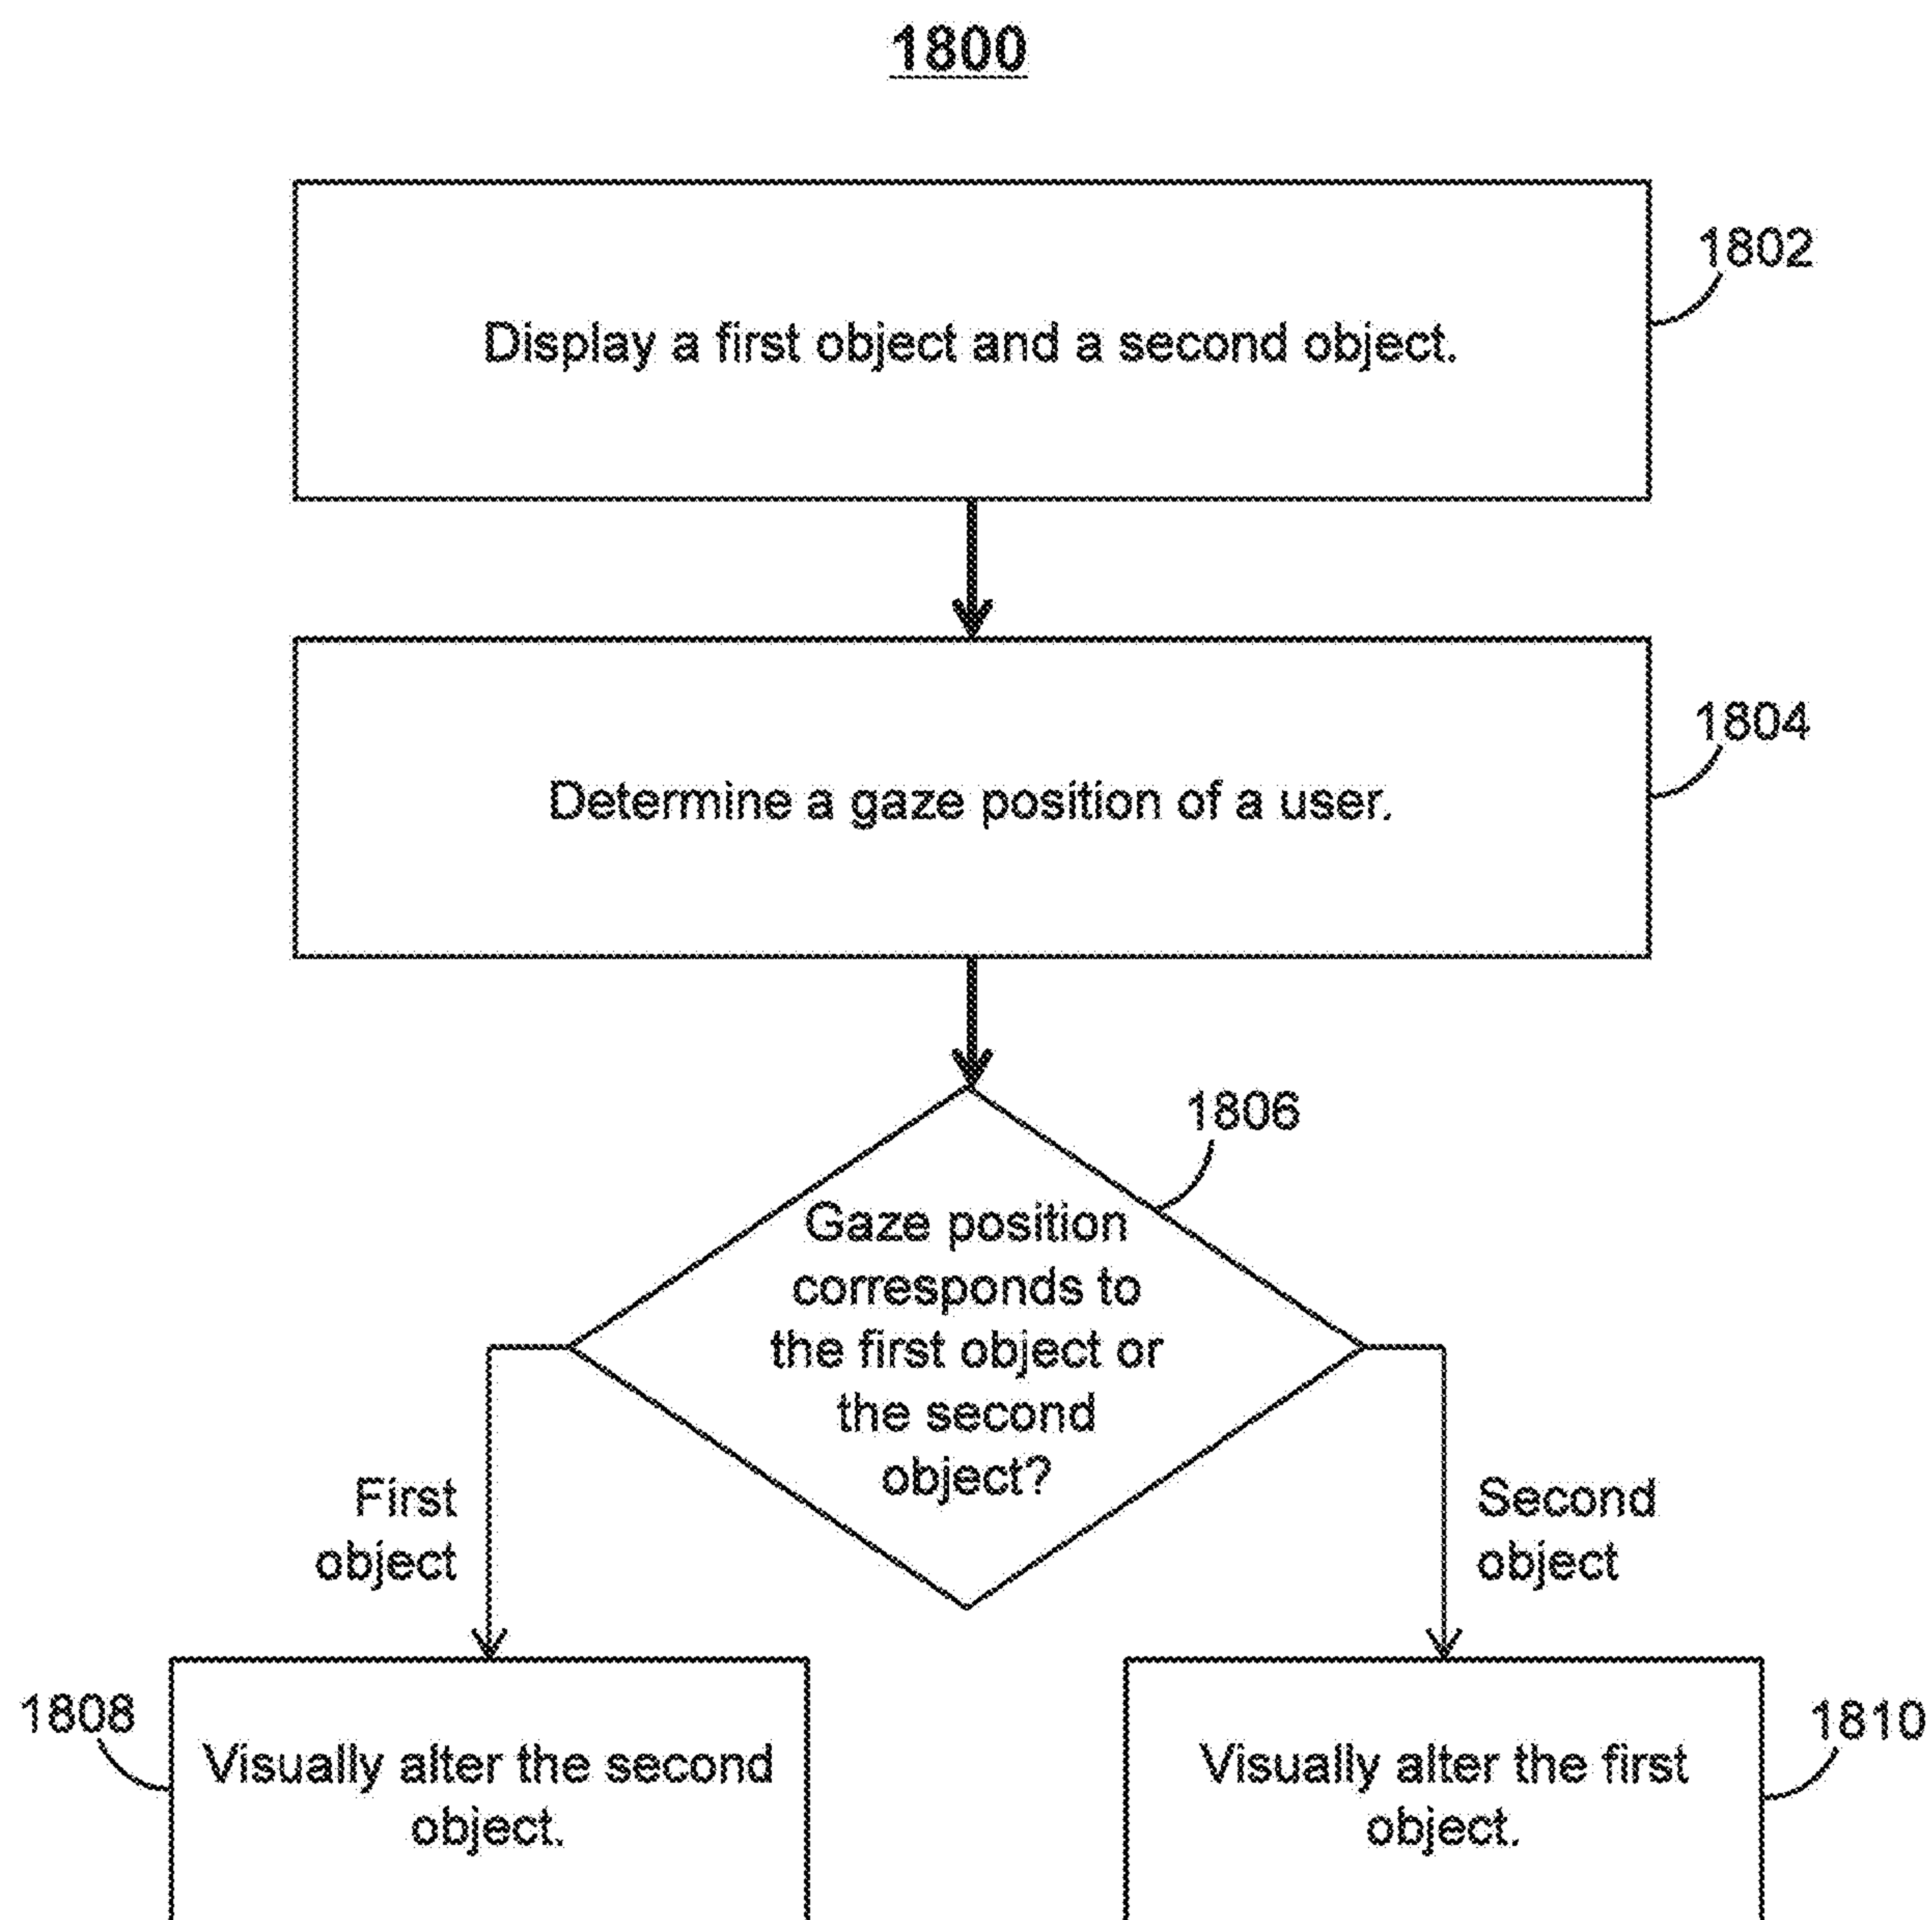 1800
Display a first object and a second object.
1802
Determine a gaze position of a user.
1804
1806
Gaze position
corresponds to
the first object or
the second
object?
First
object
Second
object
1808
Visually alter the second
object.
Visually alter the first
object.
1810